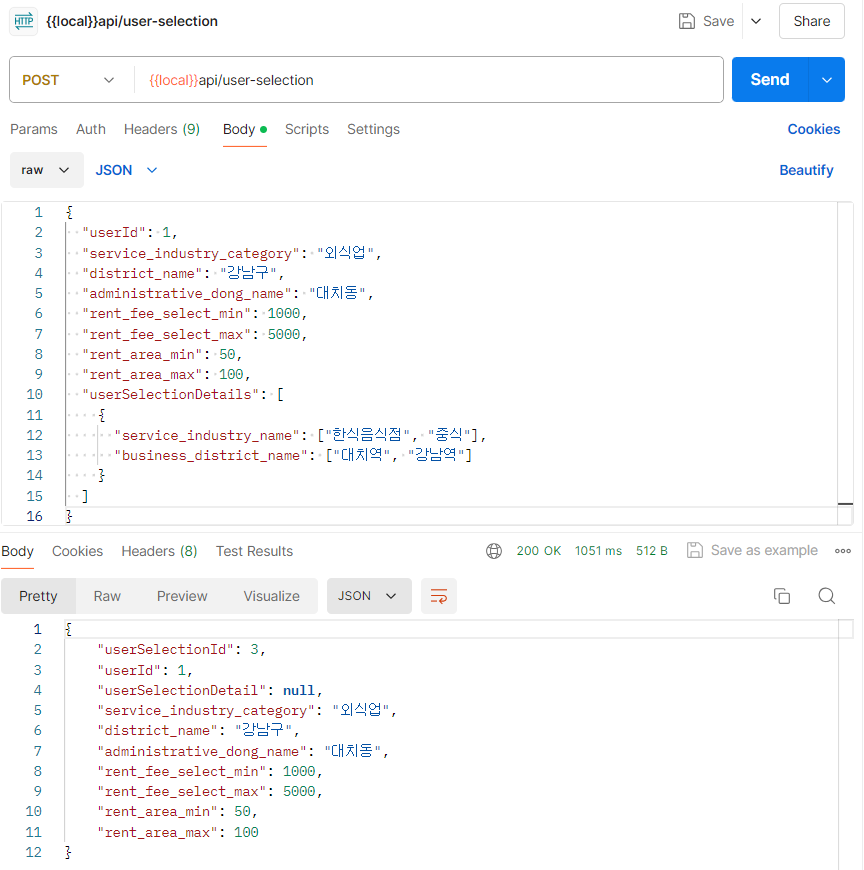 HTTP {{local}}api/user-selection Save Share
POST {{local}}api/user-selection Send
Params Auth Headers (9) Body Scripts Settings Cookies
raw JSON Beautify
1 {
2 "userId": 1,
3 "service_industry_category": "외식업",
4 "district_name": "강남구",
5 "administrative_dong_name": "대치동",
6 "rent_fee_select_min": 1000,
7 "rent_fee_select_max": 5000,
8 "rent_area_min": 50,
9 "rent_area_max": 100,
10 "userSelectionDetails": [
11 {
12 "service_industry_name": ["한식음식점", "중식"],
13 "business_district_name": ["대치역", "강남역"]
14 }
15 ]
16 }
Body Cookies Headers (8) Test Results 200 OK 1051 ms 512 B Save as example
Pretty Raw Preview Visualize JSON
1 {
2 "userSelectionId": 3,
3 "userId": 1,
4 "userSelectionDetail": null,
5 "service_industry_category": "외식업",
6 "district_name": "강남구",
7 "administrative_dong_name": "대치동",
8 "rent_fee_select_min": 1000,
9 "rent_fee_select_max": 5000,
10 "rent_area_min": 50,
11 "rent_area_max": 100
12 }